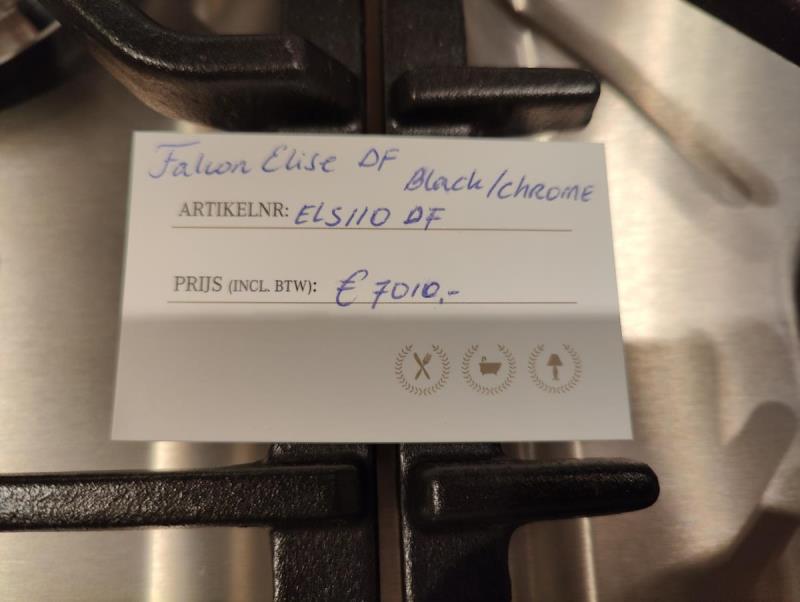 Falcon Elise DF
Black/CHROME
ARTIKELNR: ELS110 DF
PRIJS (INCL. BTW): € 7010,-